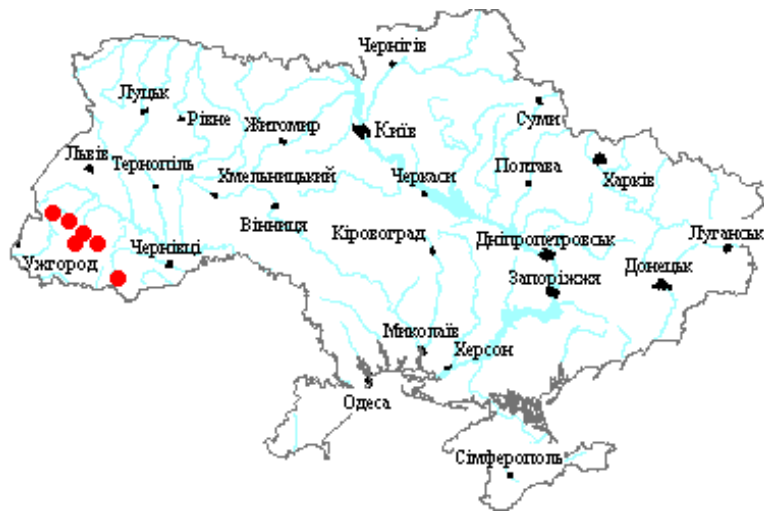 Чернігів
Луцьк
Рівне
Житомир
Київ
Суми
Львів
Тернопіль
Хмельницький
Черкаси
Полтава
Харків
Вінниця
Кіровоград
Дніпропетровськ
Луганськ
Ужгород
Чернівці
Запоріжжя
Донецьк
Миколаїв
Херсон
Одеса
Сімферополь